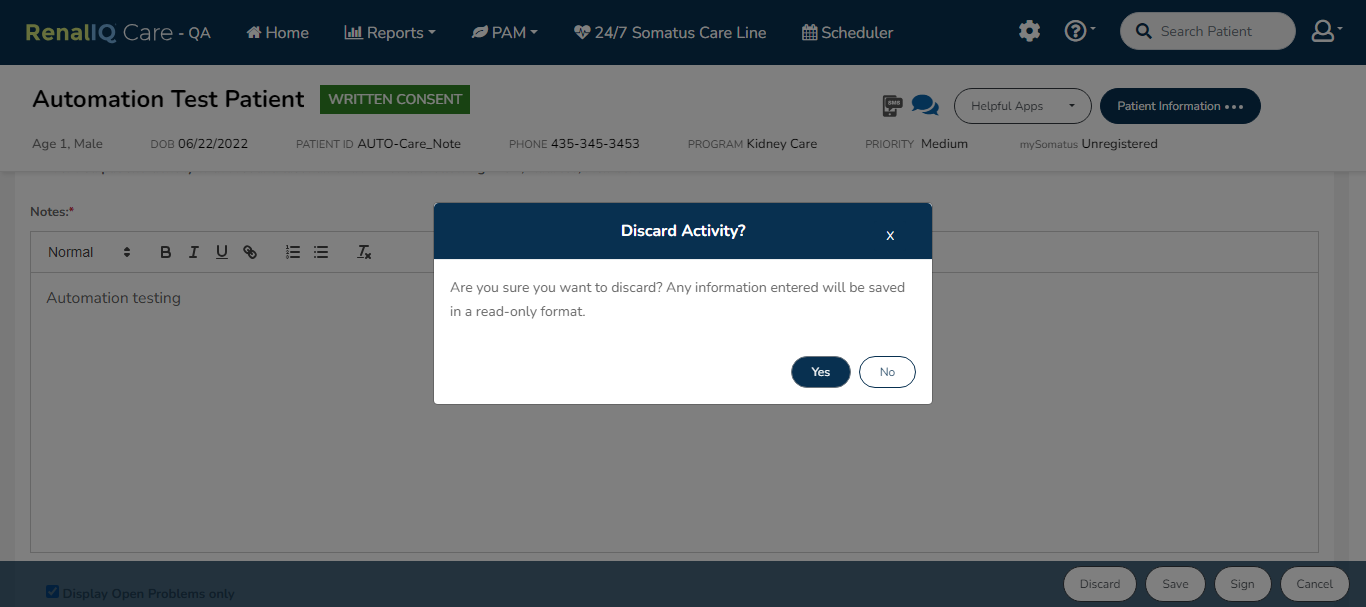 RenalIQ Care - QA Home Reports PAM 24/7 Somatus Care Line Scheduler ? Search Patient
Automation Test Patient WRITTEN CONSENT
SMS Helpful Apps Patient Information
Age 1, Male DOB 06/22/2022 PATIENT ID AUTO-Care_Note PHONE 435-345-3453 PROGRAM Kidney Care PRIORITY Medium mySomatus Unregistered
Notes:*
Normal B I U Tx
Automation testing
Discard Activity? X
Are you sure you want to discard? Any information entered will be saved
in a read-only format.
Yes No
Display Open Problems only
Discard Save Sign Cancel